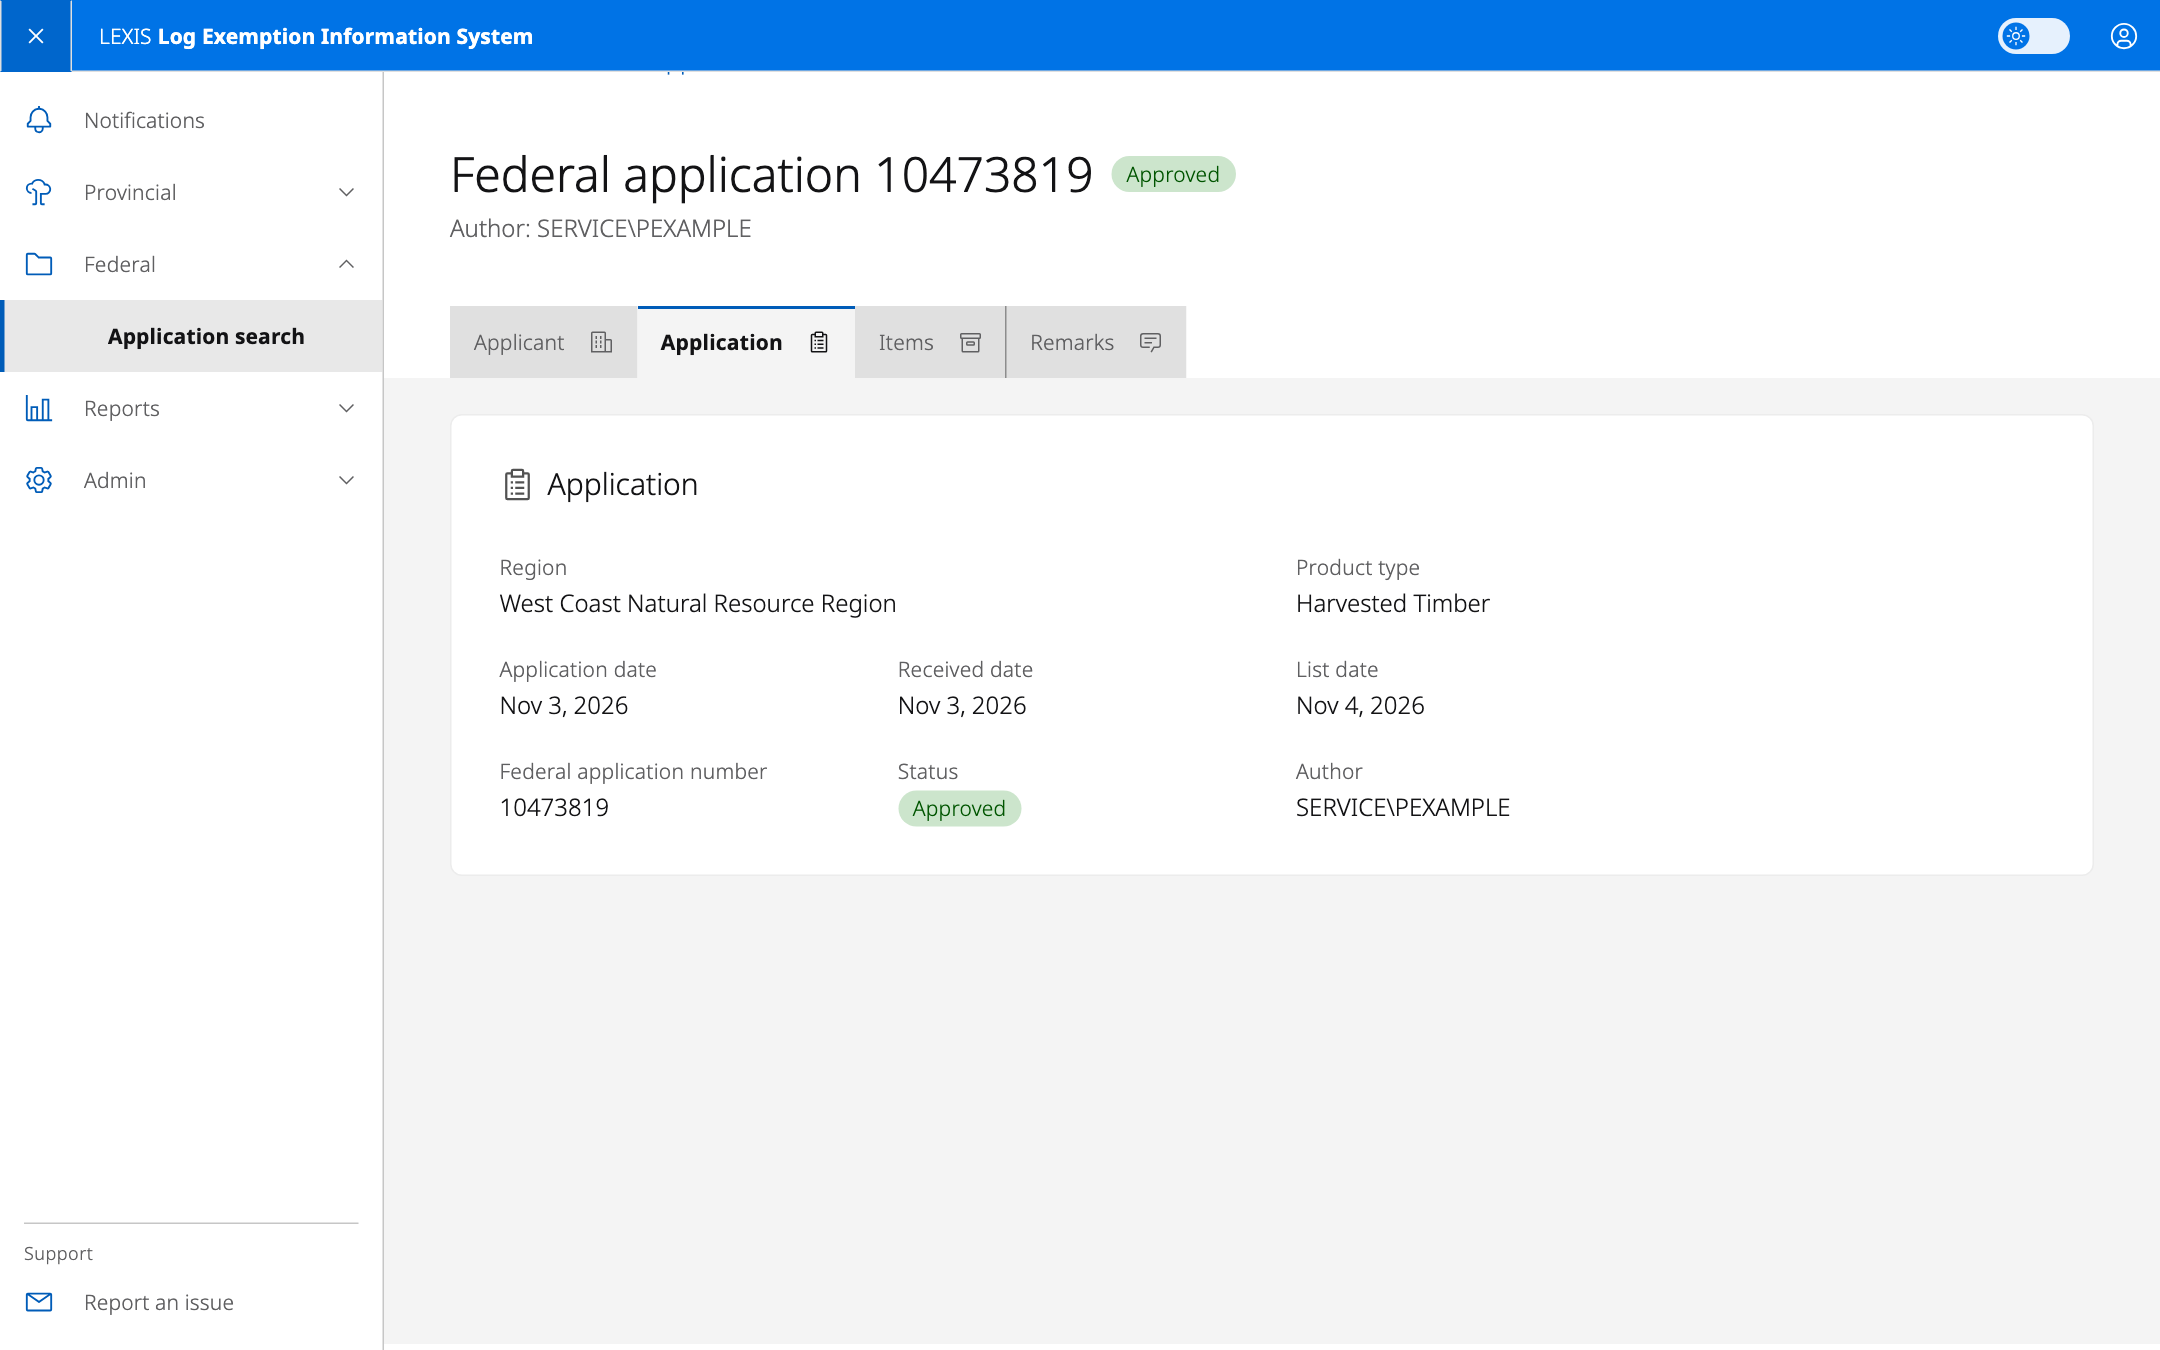 LEXIS Log Exemption Information System
Notifications
Provincial
Federal
Application search
Reports
Admin
Support
Report an issue
Federal application 10473819 Approved
Author: SERVICE\PEXAMPLE
Applicant Application Items Remarks
Application
Region Product type
West Coast Natural Resource Region Harvested Timber
Application date Received date List date
Nov 3, 2026 Nov 3, 2026 Nov 4, 2026
Federal application number Status Author
10473819 Approved SERVICE\PEXAMPLE